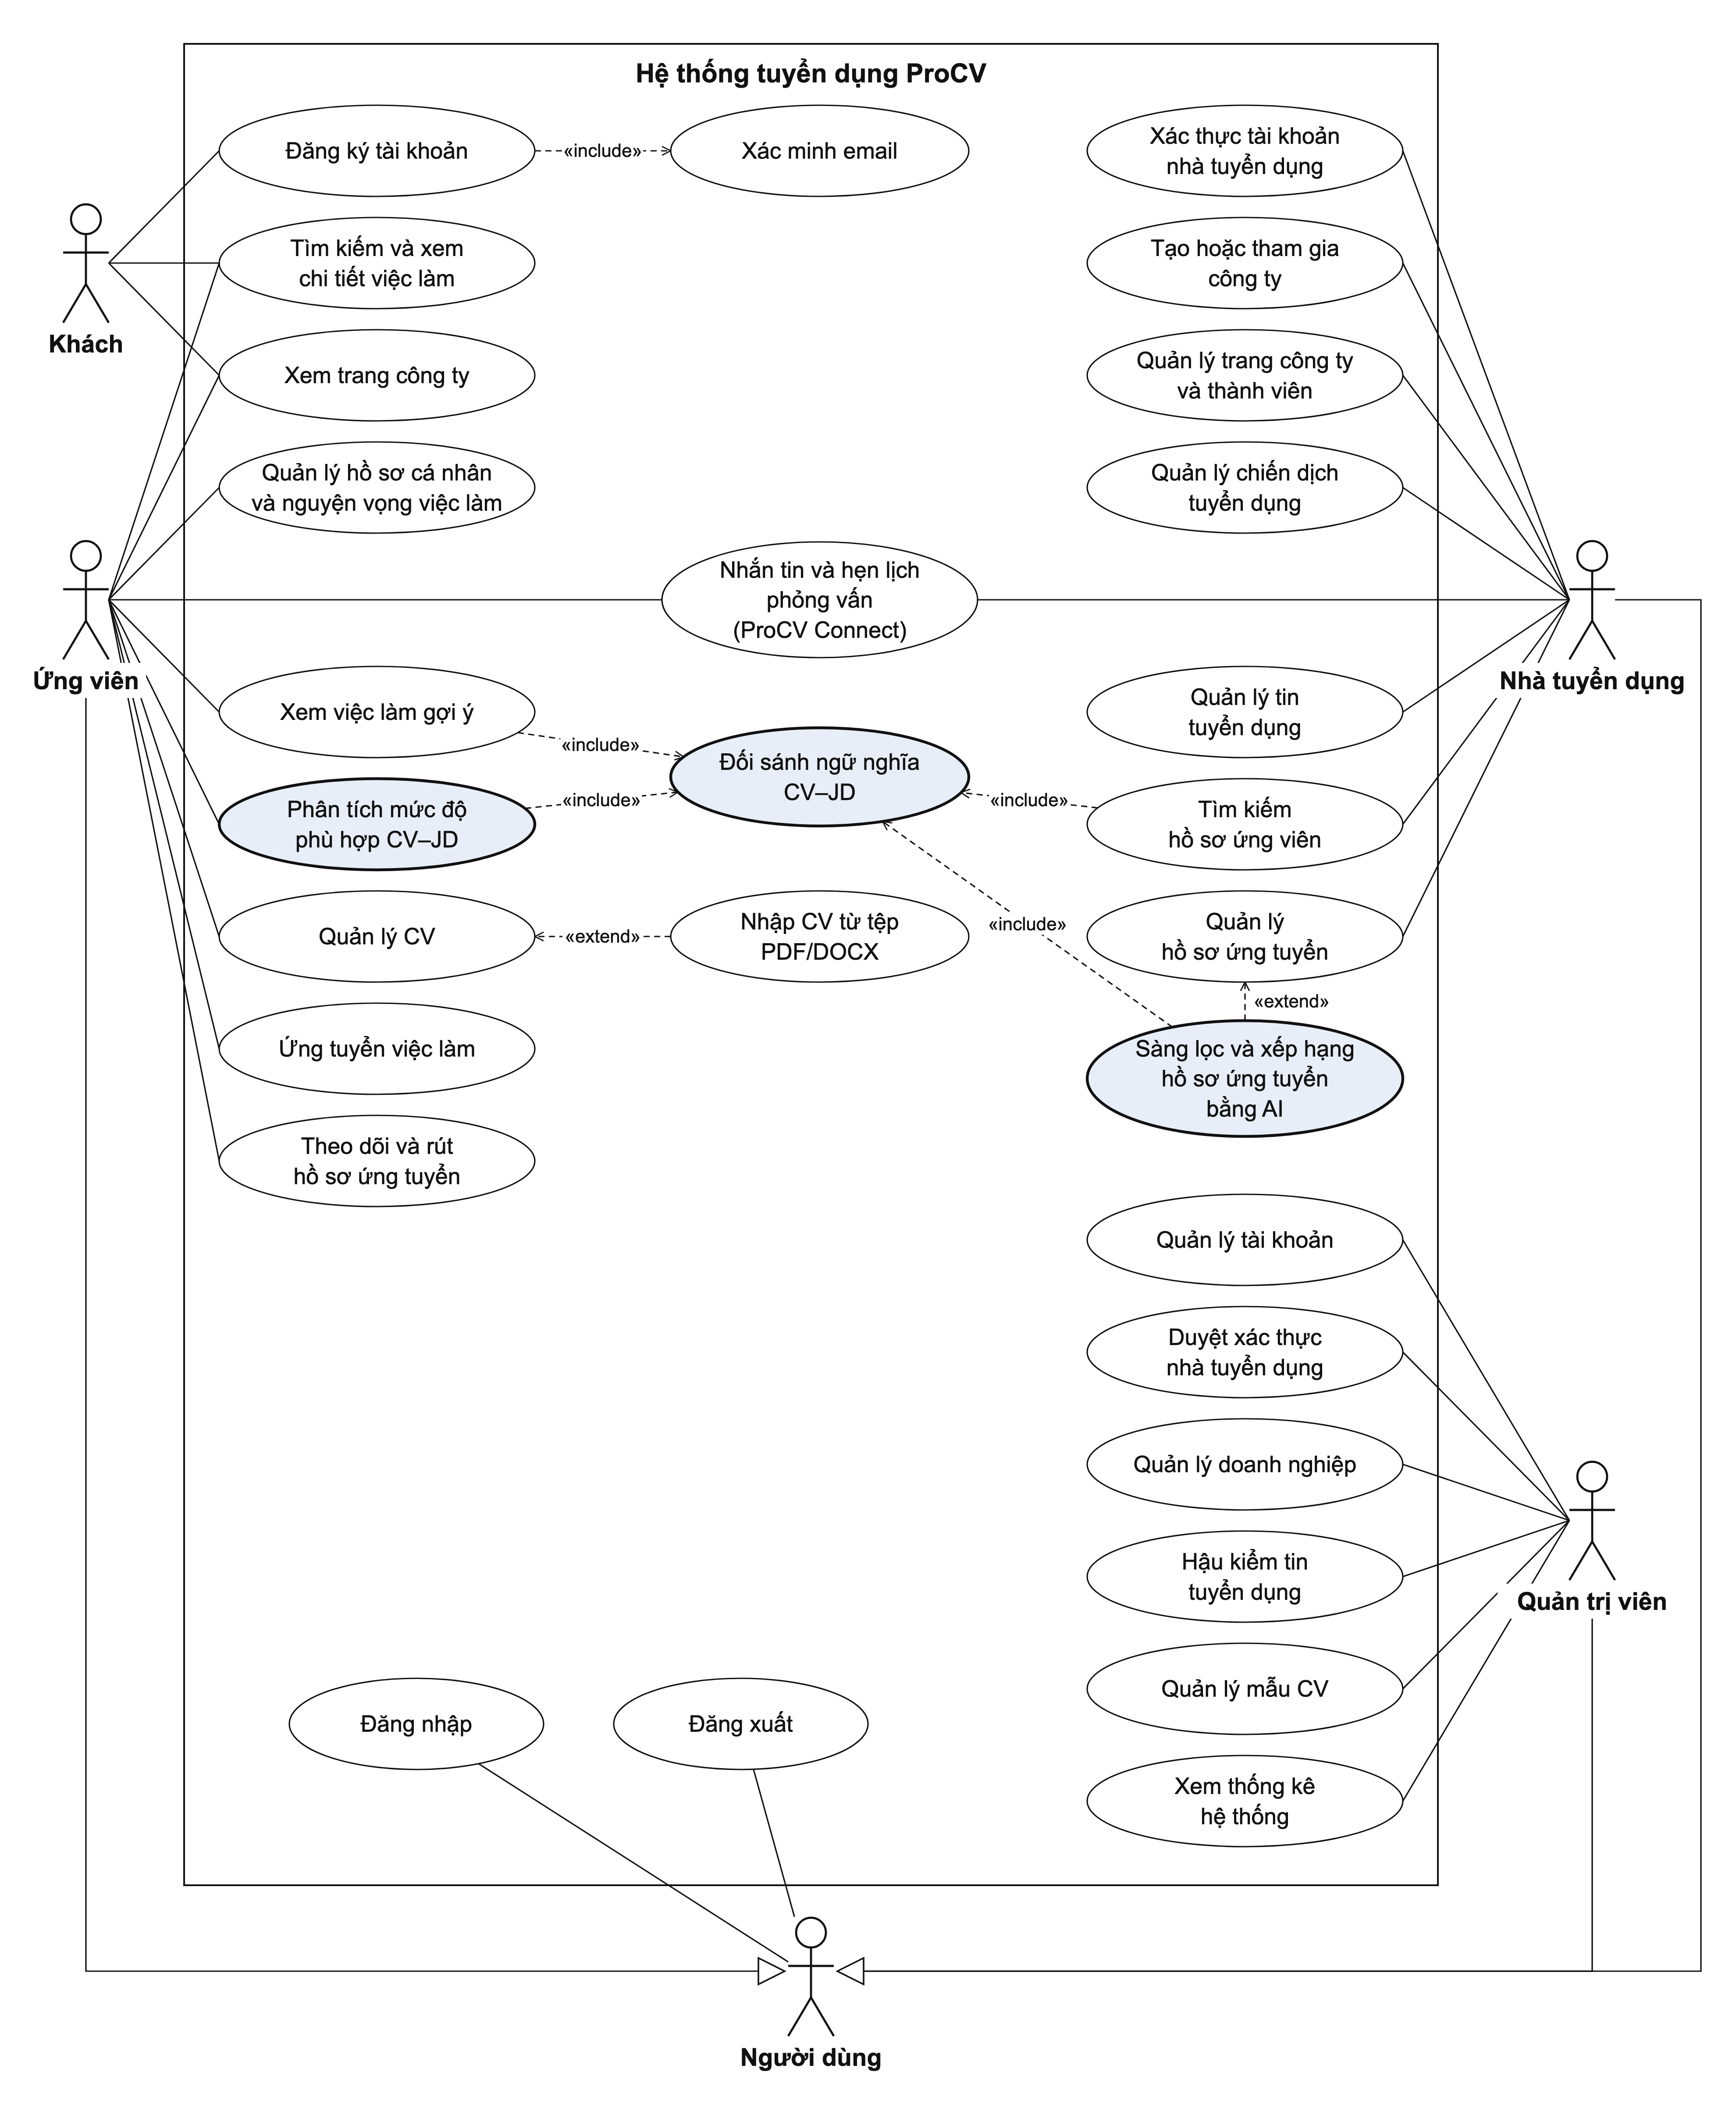 Hệ thống tuyển dụng ProCV
Đăng ký tài khoản
«include»
Xác minh email
Xác thực tài khoản
nhà tuyển dụng
Khách
Tìm kiếm và xem
chi tiết việc làm
Tạo hoặc tham gia
công ty
Xem trang công ty
Quản lý trang công ty
và thành viên
Quản lý hồ sơ cá nhân
và nguyện vọng việc làm
Quản lý chiến dịch
tuyển dụng
Ứng viên
Nhắn tin và hẹn lịch
phỏng vấn
(ProCV Connect)
Nhà tuyển dụng
Xem việc làm gợi ý
«include»
Quản lý tin
tuyển dụng
Phân tích mức độ
phù hợp CV–JD
«include»
Đối sánh ngữ nghĩa
CV–JD
«include»
Tìm kiếm
hồ sơ ứng viên
Quản lý CV
«extend»
Nhập CV từ tệp
PDF/DOCX
«include»
Quản lý
hồ sơ ứng tuyển
«extend»
Ứng tuyển việc làm
Sàng lọc và xếp hạng
hồ sơ ứng tuyển
bằng AI
Theo dõi và rút
hồ sơ ứng tuyển
Quản lý tài khoản
Duyệt xác thực
nhà tuyển dụng
Quản lý doanh nghiệp
Hậu kiểm tin
tuyển dụng
Quản trị viên
Quản lý mẫu CV
Đăng nhập
Đăng xuất
Xem thống kê
hệ thống
Người dùng